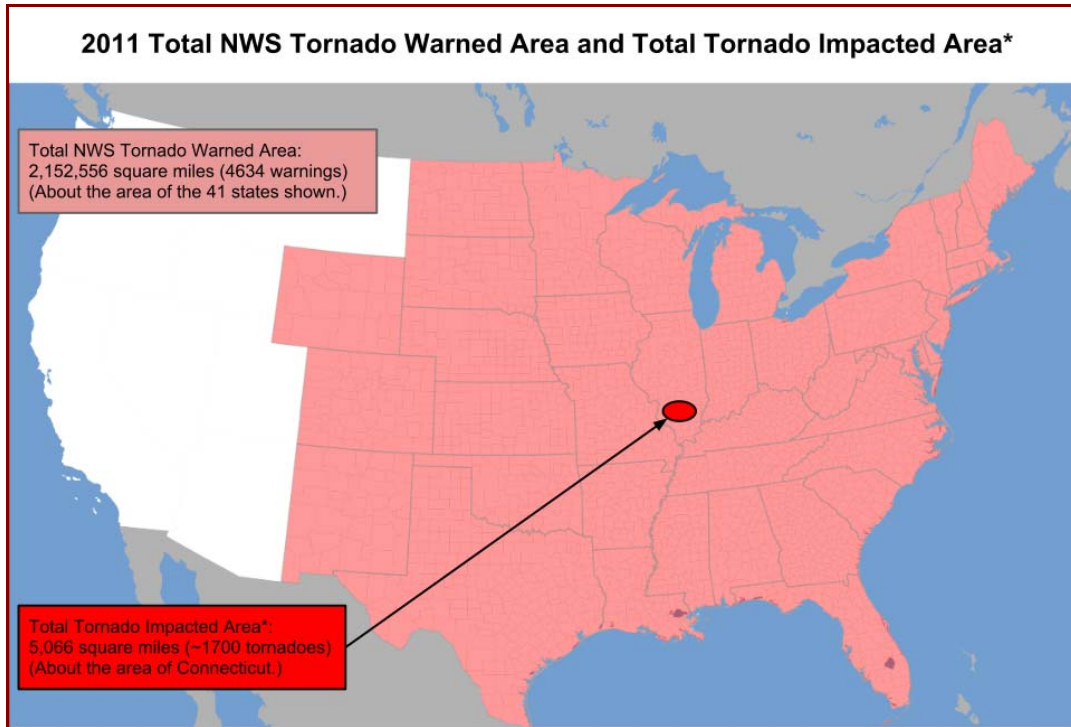 2011 Total NWS Tornado Warned Area and Total Tornado Impacted Area*
Total NWS Tornado Warned Area:
2,152,556 square miles (4634 warnings)
(About the area of the 41 states shown.)
Total Tornado Impacted Area*:
5,066 square miles (~1700 tornadoes)
(About the area of Connecticut.)